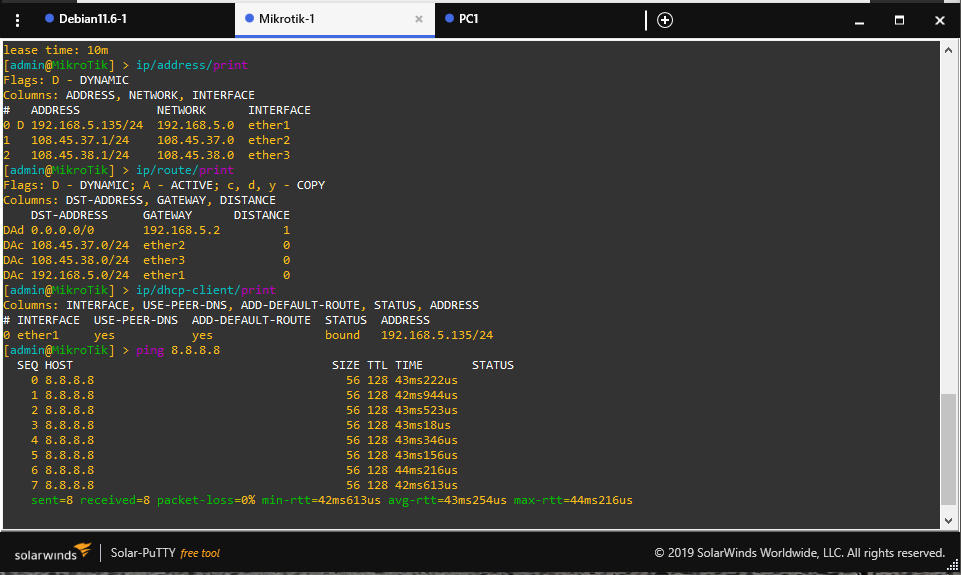 Debian11.6-1
Mikrotik-1
PC1
lease time: 10m
[admin@MikroTik] > ip/address/print
Flags: D - DYNAMIC
Columns: ADDRESS, NETWORK, INTERFACE
#   ADDRESS           NETWORK      INTERFACE
0 D 192.168.5.135/24  192.168.5.0  ether1
1   108.45.37.1/24    108.45.37.0  ether2
2   108.45.38.1/24    108.45.38.0  ether3
[admin@MikroTik] > ip/route/print
Flags: D - DYNAMIC; A - ACTIVE; c, d, y - COPY
Columns: DST-ADDRESS, GATEWAY, DISTANCE
    DST-ADDRESS     GATEWAY      DISTANCE
DAd 0.0.0.0/0       192.168.5.2         1
DAc 108.45.37.0/24  ether2              0
DAc 108.45.38.0/24  ether3              0
DAc 192.168.5.0/24  ether1              0
[admin@MikroTik] > ip/dhcp-client/print
Columns: INTERFACE, USE-PEER-DNS, ADD-DEFAULT-ROUTE, STATUS, ADDRESS
# INTERFACE  USE-PEER-DNS  ADD-DEFAULT-ROUTE  STATUS  ADDRESS
0 ether1     yes           yes                bound   192.168.5.135/24
[admin@MikroTik] > ping 8.8.8.8
  SEQ HOST                                     SIZE TTL TIME       STATUS
    0 8.8.8.8                                    56 128 43ms222us
    1 8.8.8.8                                    56 128 42ms944us
    2 8.8.8.8                                    56 128 43ms523us
    3 8.8.8.8                                    56 128 43ms18us
    4 8.8.8.8                                    56 128 43ms346us
    5 8.8.8.8                                    56 128 43ms156us
    6 8.8.8.8                                    56 128 44ms216us
    7 8.8.8.8                                    56 128 42ms613us
    sent=8 received=8 packet-loss=0% min-rtt=42ms613us avg-rtt=43ms254us max-rtt=44ms216us
solarwinds Solar-PuTTY free tool © 2019 SolarWinds Worldwide, LLC. All rights reserved.